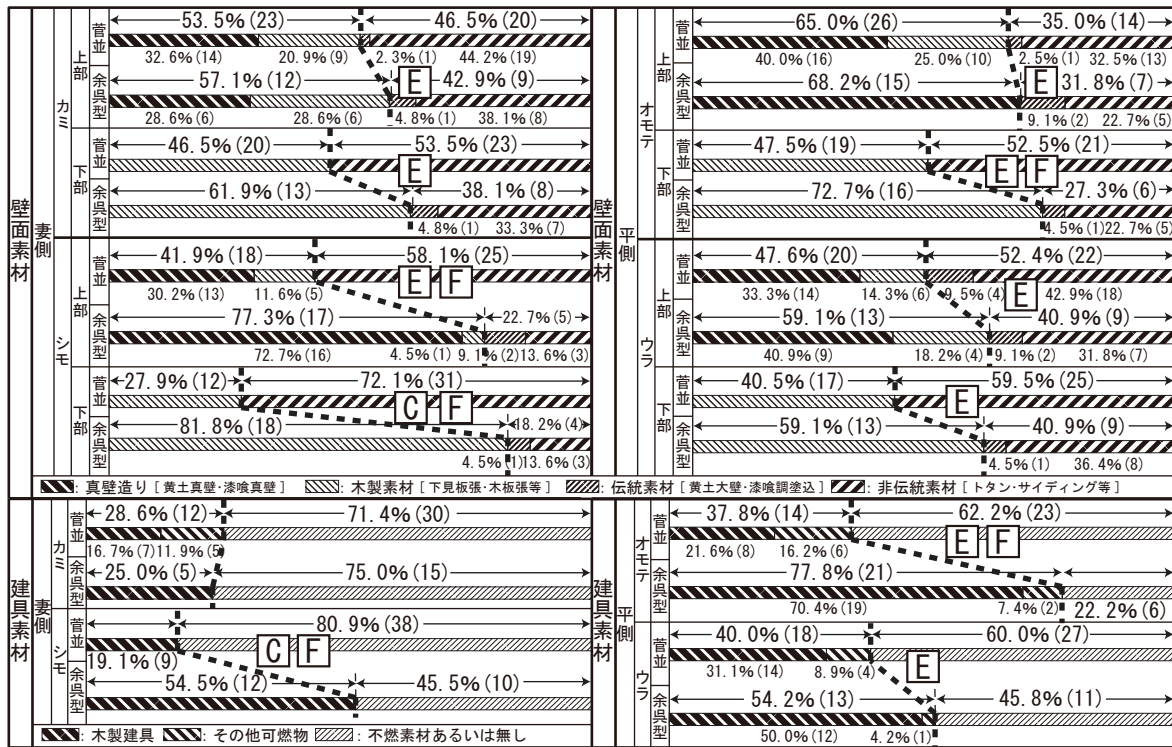 壁面素材
妻側
カミ
上部
菅並
53.5%(23) 46.5%(20)
32.6%(14) 20.9%(9) 2.3%(1) 44.2%(19)
余呉型
57.1%(12) E 42.9%(9)
28.6%(6) 28.6%(6) 4.8%(1) 38.1%(8)
下部
菅並
46.5%(20) 53.5%(23)
余呉型
E
61.9%(13) 38.1%(8)
4.8%(1) 33.3%(7)
シモ
上部
菅並
41.9%(18) 58.1%(25)
30.2%(13) 11.6%(5) E F
余呉型
77.3%(17) 22.7%(5)
72.7%(16) 4.5%(1) 9.1%(2) 13.6%(3)
下部
菅並
27.9%(12) 72.1%(31)
C F
余呉型
81.8%(18) 18.2%(4)
4.5%(1) 13.6%(3)
壁面素材
平側
オモテ
上部
菅並
65.0%(26) 35.0%(14)
40.0%(16) 25.0%(10) 2.5%(1) 32.5%(13)
余呉型
68.2%(15) E 31.8%(7)
9.1%(2) 22.7%(5)
下部
菅並
47.5%(19) 52.5%(21)
E F
余呉型
72.7%(16) 27.3%(6)
4.5%(1) 22.7%(5)
ウラ
上部
菅並
47.6%(20) 52.4%(22)
33.3%(14) 14.3%(6) 9.5%(4) E 42.9%(18)
余呉型
59.1%(13) 40.9%(9)
40.9%(9) 18.2%(4) 9.1%(2) 31.8%(7)
下部
菅並
40.5%(17) 59.5%(25)
E
余呉型
59.1%(13) 40.9%(9)
4.5%(1) 36.4%(8)
: 真壁造り [黄土真壁・漆喰真壁] : 木製素材 [下見板張・木板張等] : 伝統素材 [黄土大壁・漆喰調塗込] : 非伝統素材 [トタン・サイディング等]
建具素材
妻側
カミ
菅並
28.6%(12) 71.4%(30)
16.7%(7) 11.9%(5)
余呉型
25.0%(5) 75.0%(15)
シモ
菅並
80.9%(38)
19.1%(9) C F
余呉型
54.5%(12) 45.5%(10)
: 木製建具 : その他可燃物 : 不燃素材あるいは無し
建具素材
平側
オモテ
菅並
37.8%(14) 62.2%(23)
21.6%(8) 16.2%(6) E F
余呉型
77.8%(21)
70.4%(19) 7.4%(2) 22.2%(6)
ウラ
菅並
40.0%(18) 60.0%(27)
31.1%(14) 8.9%(4) E
余呉型
54.2%(13) 45.8%(11)
50.0%(12) 4.2%(1)